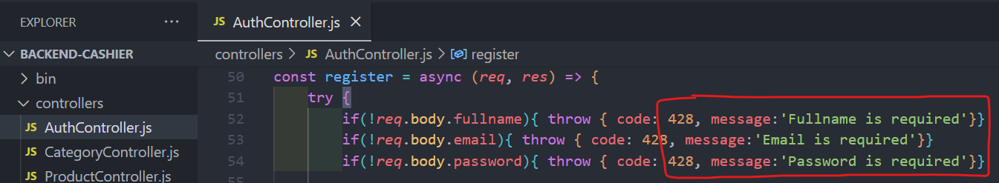 EXPLORER
...
JS AuthController.js ×
BACKEND-CASHIER
controllers > JS AuthController.js > register
bin
50 const register = async (req, res) => {
controllers
51 try {
JS AuthController.js
52 if(!req.body.fullname){ throw { code: 428, message:'Fullname is required'}}
JS CategoryController.js
53 if(!req.body.email){ throw { code: 428, message:'Email is required'}}
JS ProductController.js
54 if(!req.body.password){ throw { code: 428, message:'Password is required'}}